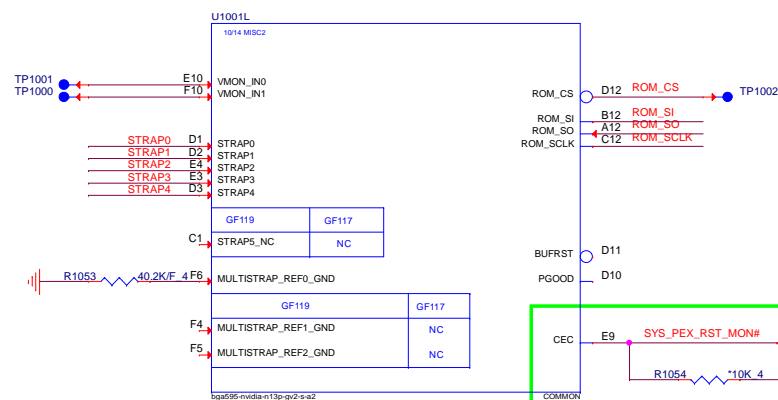 U1001L
10/14 MISC2
TP1001 E10 VMON_IN0
TP1000 F10 VMON_IN1
ROM_CS D12 ROM_CS TP1002
ROM_SI B12 ROM_SI
ROM_SO A12 ROM_SO
ROM_SCLK C12 ROM_SCLK
STRAP0 D1 STRAP0
STRAP1 D2 STRAP1
STRAP2 E4 STRAP2
STRAP3 E3 STRAP3
STRAP4 D3 STRAP4
GF119 GF117
C1 STRAP5_NC NC
BUFRST D11
PGOOD D10
R1053 40.2K/F_4 F6 MULTISTRAP_REF0_GND
GF119 GF117
F4 MULTISTRAP_REF1_GND NC
F5 MULTISTRAP_REF2_GND NC
CEC E9 SYS_PEX_RST_MON#
R1054 *10K_4
bga595-nvidia-n13p-gv2-s-a2 COMMON